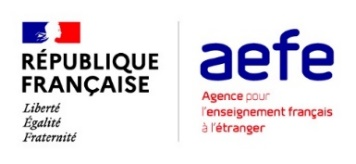 RÉPUBLIQUE
FRANÇAISE
Liberté
Égalité
Fraternité
aefe
Agence pour
l'enseignement français
à l'étranger